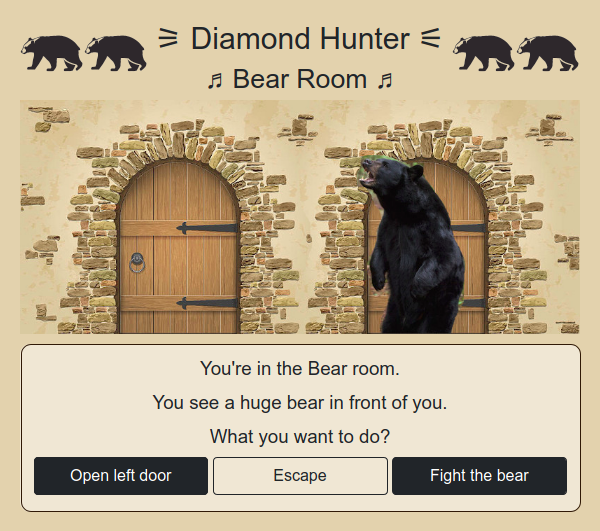 ⚞ Diamond Hunter ⚟
♬ Bear Room ♬
You're in the Bear room.
You see a huge bear in front of you.
What you want to do?
Open left door
Escape
Fight the bear